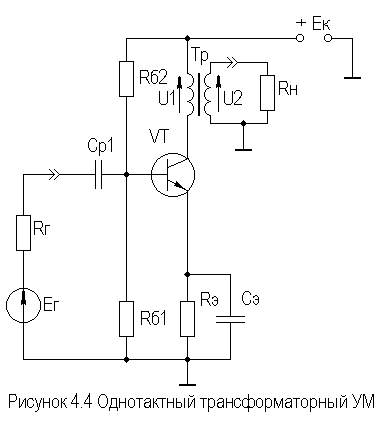 + Ек
Тр
Rб2
U1
U2
Rн
VT
Ср1
Rг
Ег
Rб1
Rэ
Сэ
Рисунок 4.4 Однотактный трансформаторный УМ